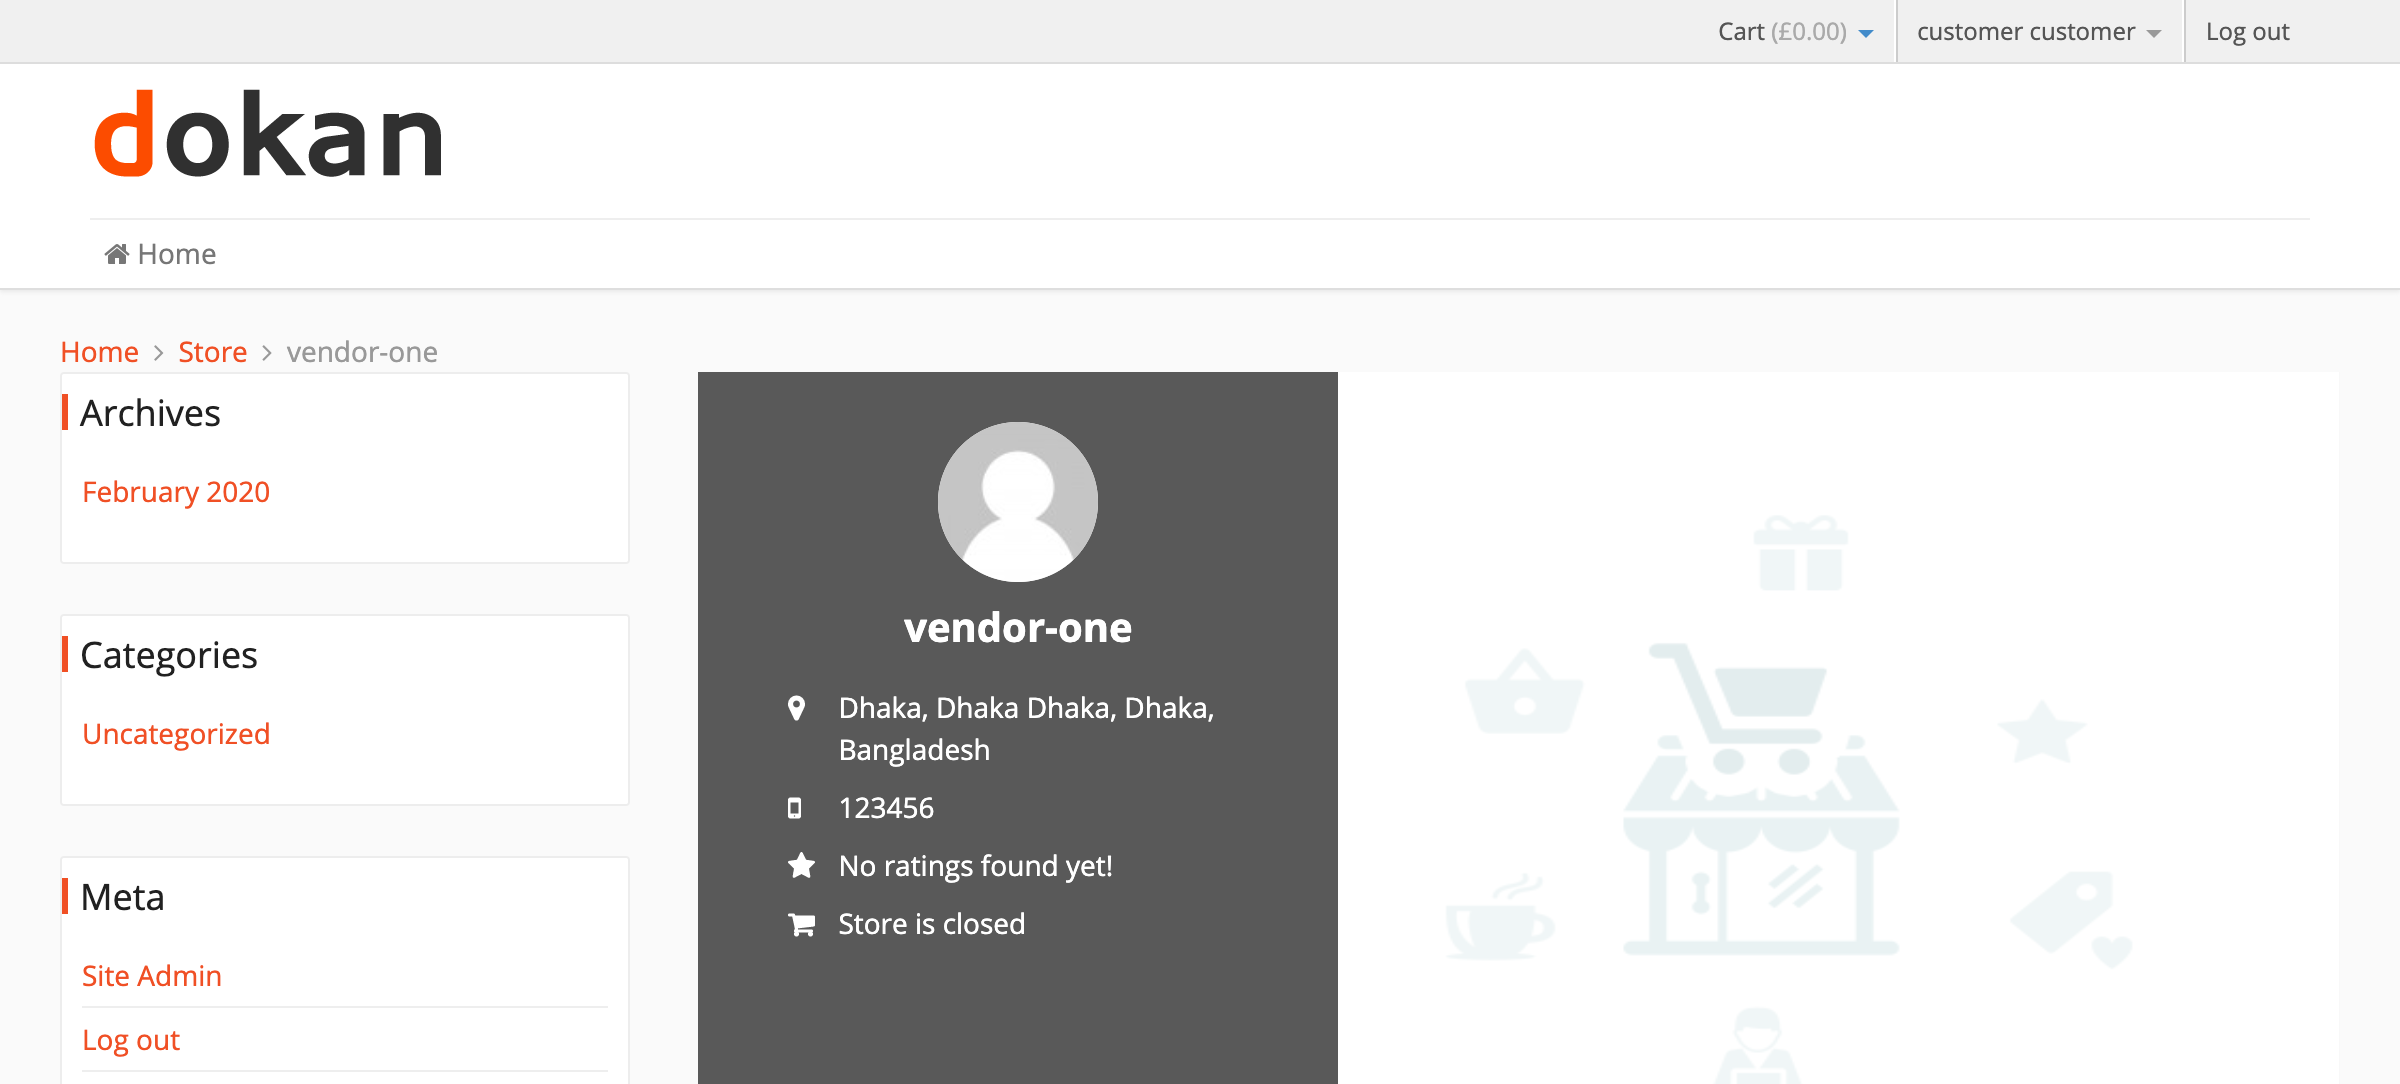 Cart (£0.00)
customer customer
Log out
dokan
Home
Home > Store > vendor-one
Archives
February 2020
Categories
Uncategorized
Meta
Site Admin
Log out
vendor-one
Dhaka, Dhaka Dhaka, Dhaka,
Bangladesh
123456
No ratings found yet!
Store is closed